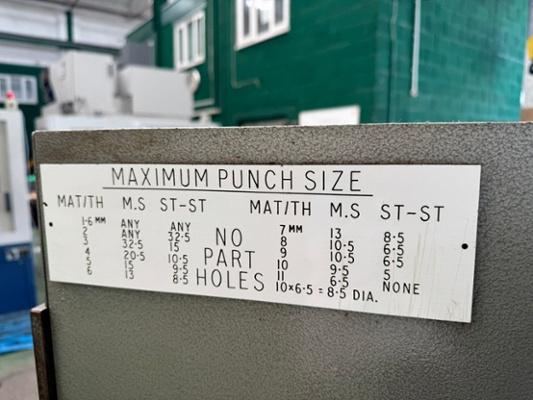 MAXIMUM PUNCH SIZE
MAT/TH M.S ST-ST MAT/TH M.S ST-ST
1·6 MM ANY ANY
2 ANY 32·5
3 32·5 15
4 20·5 10·5
5 15 9·5
6 13 8·5
NO
PART
HOLES
7 MM 13 8·5
8 10·5 6·5
9 10·5 6·5
10 9·5 5
11 6·5 NONE
10×6·5 = 8·5 DIA.